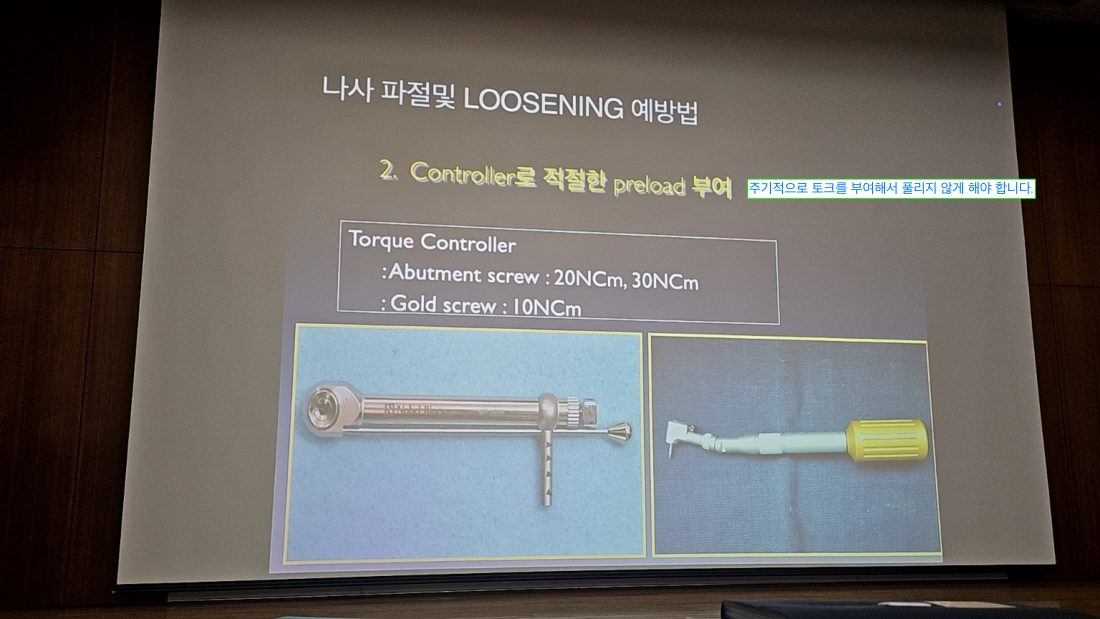 나사 파절및 LOOSENING 예방법
2. Controller로 적절한 preload 부여
주기적으로 토크를 부여해서 풀리지 않게 해야 합니다.
Torque Controller
: Abutment screw : 20NCm, 30NCm
: Gold screw : 10NCm